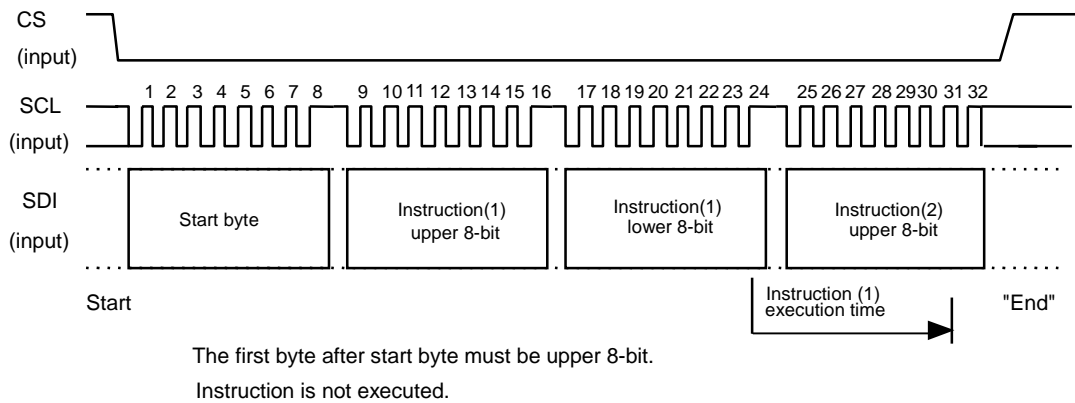 CS
(input)
SCL
(input)
1 2 3 4 5 6 7 8 9 10 11 12 13 14 15 16 17 18 19 20 21 22 23 24 25 26 27 28 29 30 31 32
SDI
(input)
Start byte
Instruction(1)
upper 8-bit
Instruction(1)
lower 8-bit
Instruction(2)
upper 8-bit
Start
Instruction (1)
execution time
"End"
The first byte after start byte must be upper 8-bit.
Instruction is not executed.